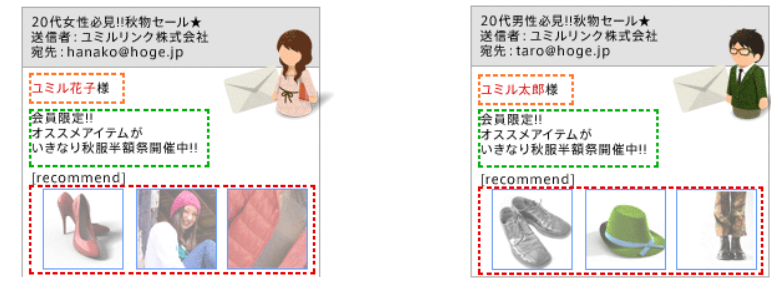 20代女性必見!!秋物セール★
送信者：ユミルリンク株式会社
宛先：hanako@hoge.jp
ユミル花子様
会員限定!!
オススメアイテムが
いきなり秋服半額祭開催中!!
[recommend]
20代男性必見!!秋物セール★
送信者：ユミルリンク株式会社
宛先：taro@hoge.jp
ユミル太郎様
会員限定!!
オススメアイテムが
いきなり秋服半額祭開催中!!
[recommend]